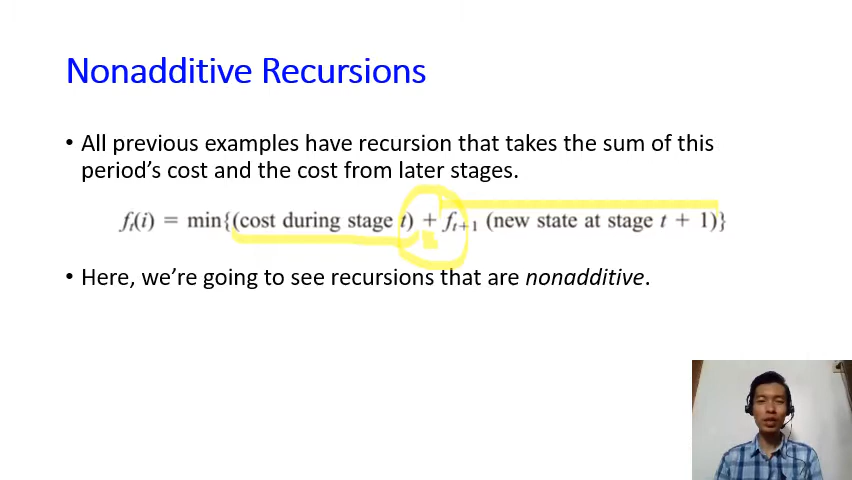 Nonadditive Recursions
• All previous examples have recursion that takes the sum of this
period's cost and the cost from later stages.
fₜ(i) = min{(cost during stage t) + fₜ₊₁ (new state at stage t + 1)}
• Here, we're going to see recursions that are nonadditive.